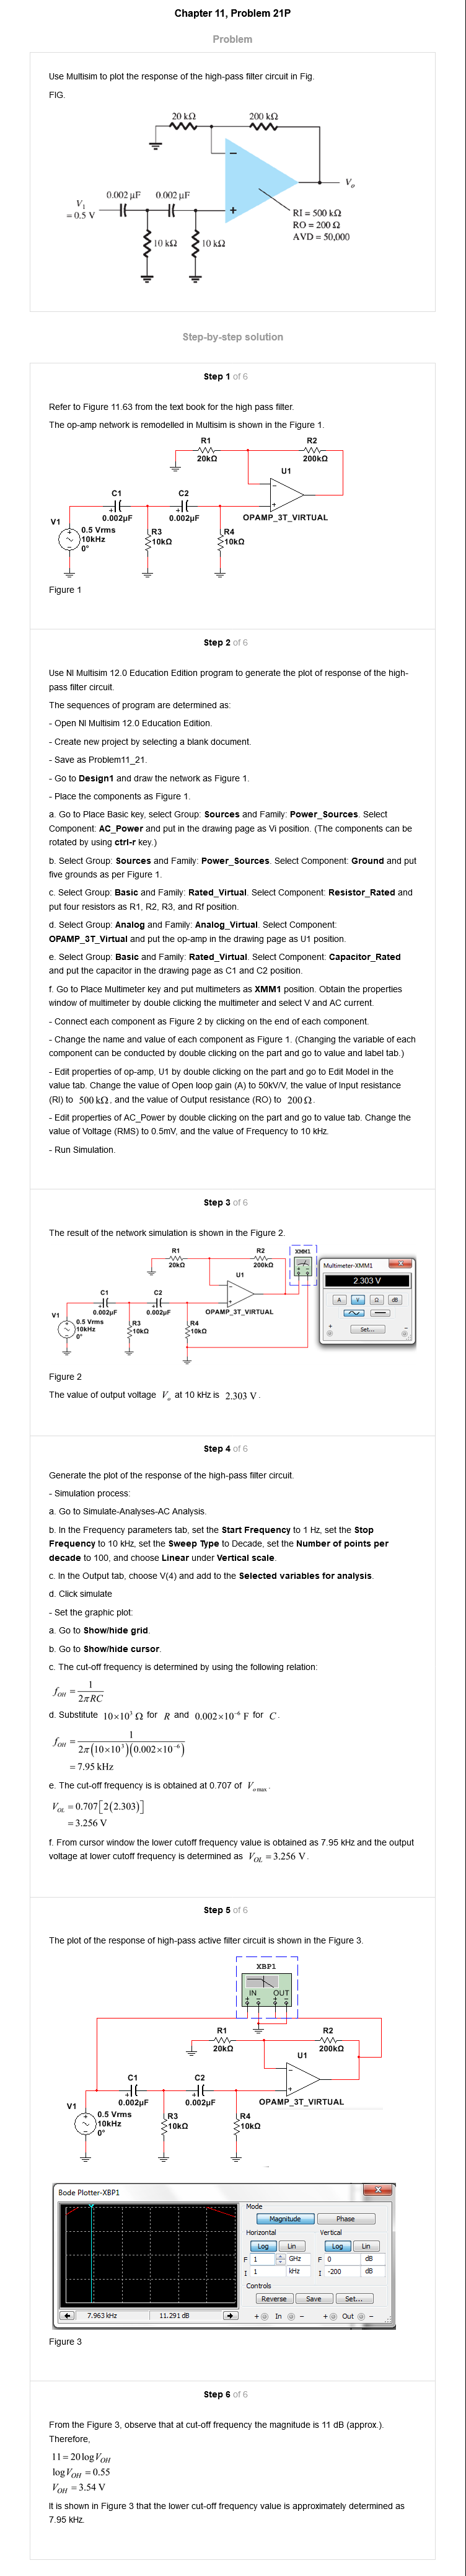 Chapter 11, Problem 21P
Problem
Use Multisim to plot the response of the high-pass filter circuit in Fig.
FIG.
20 kΩ
200 kΩ
Vo
0.002 μF
0.002 μF
V1
= 0.5 V
10 kΩ
10 kΩ
RI = 500 kΩ
RO = 200 Ω
AVD = 50,000
Step-by-step solution
Step 1 of 6
Refer to Figure 11.63 from the text book for the high pass filter.
The op-amp network is remodelled in Multisim is shown in the Figure 1.
R1
20kΩ
R2
200kΩ
U1
C1
0.002μF
C2
0.002μF
OPAMP_3T_VIRTUAL
V1
0.5 Vrms
10kHz
0°
R3
10kΩ
R4
10kΩ
Figure 1
Step 2 of 6
Use NI Multisim 12.0 Education Edition program to generate the plot of response of the high-
pass filter circuit.
The sequences of program are determined as:
- Open NI Multisim 12.0 Education Edition.
- Create new project by selecting a blank document.
- Save as Problem11_21.
- Go to Design1 and draw the network as Figure 1.
- Place the components as Figure 1.
a. Go to Place Basic key, select Group: Sources and Family: Power_Sources. Select
Component: AC_Power and put in the drawing page as Vi position. (The components can be
rotated by using ctrl-r key.)
b. Select Group: Sources and Family: Power_Sources. Select Component: Ground and put
five grounds as per Figure 1.
c. Select Group: Basic and Family: Rated_Virtual. Select Component: Resistor_Rated and
put four resistors as R1, R2, R3, and Rf position.
d. Select Group: Analog and Family: Analog_Virtual. Select Component:
OPAMP_3T_Virtual and put the op-amp in the drawing page as U1 position.
e. Select Group: Basic and Family: Rated_Virtual. Select Component: Capacitor_Rated
and put the capacitor in the drawing page as C1 and C2 position.
f. Go to Place Multimeter key and put multimeters as XMM1 position. Obtain the properties
window of multimeter by double clicking the multimeter and select V and AC current.
- Connect each component as Figure 2 by clicking on the end of each component.
- Change the name and value of each component as Figure 1. (Changing the variable of each
component can be conducted by double clicking on the part and go to value and label tab.)
- Edit properties of op-amp, U1 by double clicking on the part and go to Edit Model in the
value tab. Change the value of Open loop gain (A) to 50kV/V, the value of Input resistance
(RI) to 500 kΩ, and the value of Output resistance (RO) to 200 Ω.
- Edit properties of AC_Power by double clicking on the part and go to value tab. Change the
value of Voltage (RMS) to 0.5mV, and the value of Frequency to 10 kHz.
- Run Simulation.
Step 3 of 6
The result of the network simulation is shown in the Figure 2.
R1
20kΩ
R2
200kΩ
XMM1
U1
Multimeter-XMM1
2.303 V
A V Ω dB
Set...
C1
0.002μF
C2
0.002μF
OPAMP_3T_VIRTUAL
V1
0.5 Vrms
10kHz
0°
R3
10kΩ
R4
10kΩ
Figure 2
The value of output voltage Vo at 10 kHz is 2.303 V.
Step 4 of 6
Generate the plot of the response of the high-pass filter circuit.
- Simulation process:
a. Go to Simulate-Analyses-AC Analysis.
b. In the Frequency parameters tab, set the Start Frequency to 1 Hz, set the Stop
Frequency to 10 kHz, set the Sweep Type to Decade, set the Number of points per
decade to 100, and choose Linear under Vertical scale.
c. In the Output tab, choose V(4) and add to the Selected variables for analysis.
d. Click simulate
- Set the graphic plot:
a. Go to Show/hide grid.
b. Go to Show/hide cursor.
c. The cut-off frequency is determined by using the following relation:
fOH = 1 / 2πRC
d. Substitute 10×10³ Ω for R and 0.002×10⁻⁶ F for C.
fOH = 1 / 2π(10×10³)(0.002×10⁻⁶)
= 7.95 kHz
e. The cut-off frequency is is obtained at 0.707 of Vo max.
VOL = 0.707[2(2.303)]
= 3.256 V
f. From cursor window the lower cutoff frequency value is obtained as 7.95 kHz and the output
voltage at lower cutoff frequency is determined as VOL = 3.256 V.
Step 5 of 6
The plot of the response of high-pass active filter circuit is shown in the Figure 3.
XBP1
IN OUT
R1
20kΩ
R2
200kΩ
U1
C1
0.002μF
C2
0.002μF
OPAMP_3T_VIRTUAL
V1
0.5 Vrms
10kHz
0°
R3
10kΩ
R4
10kΩ
Bode Plotter-XBP1
Mode
Magnitude Phase
Horizontal Vertical
Log Lin Log Lin
F 1 GHz F 0 dB
I 1 kHz I -200 dB
Controls
Reverse Save Set...
7.963 kHz 11.291 dB
+ In - + Out -
Figure 3
Step 6 of 6
From the Figure 3, observe that at cut-off frequency the magnitude is 11 dB (approx.).
Therefore,
11 = 20 log VOH
log VOH = 0.55
VOH = 3.54 V
It is shown in Figure 3 that the lower cut-off frequency value is approximately determined as
7.95 kHz.